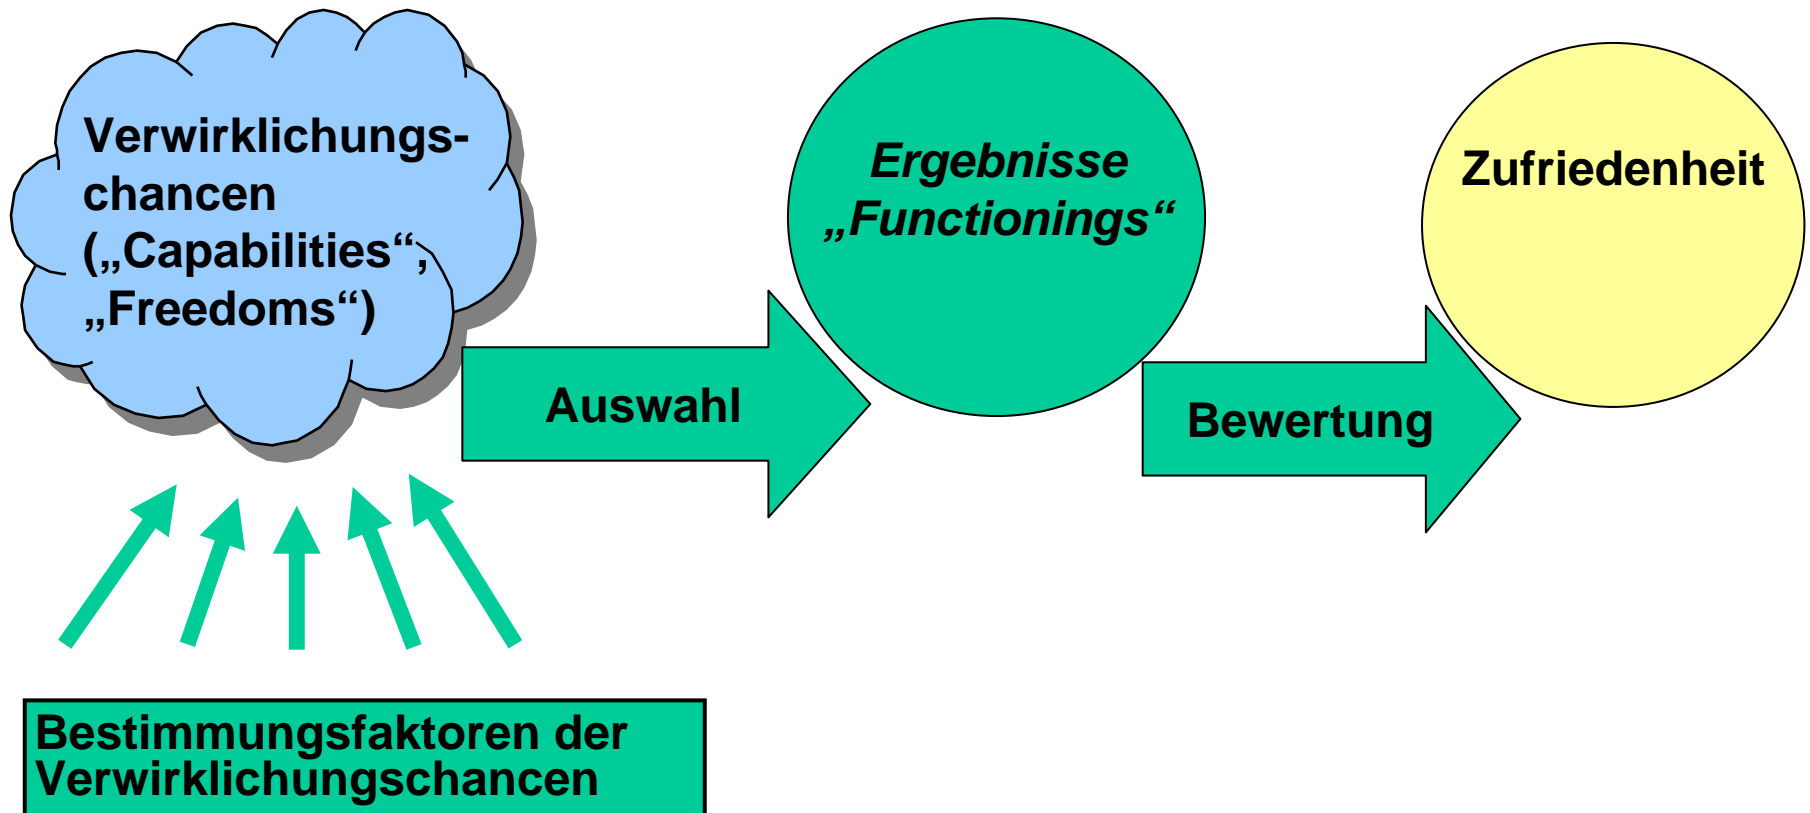 Verwirklichungs-
chancen
(„Capabilities“,
„Freedoms“)
Auswahl
Ergebnisse
„Functionings“
Bewertung
Zufriedenheit
Bestimmungsfaktoren der
Verwirklichungschancen